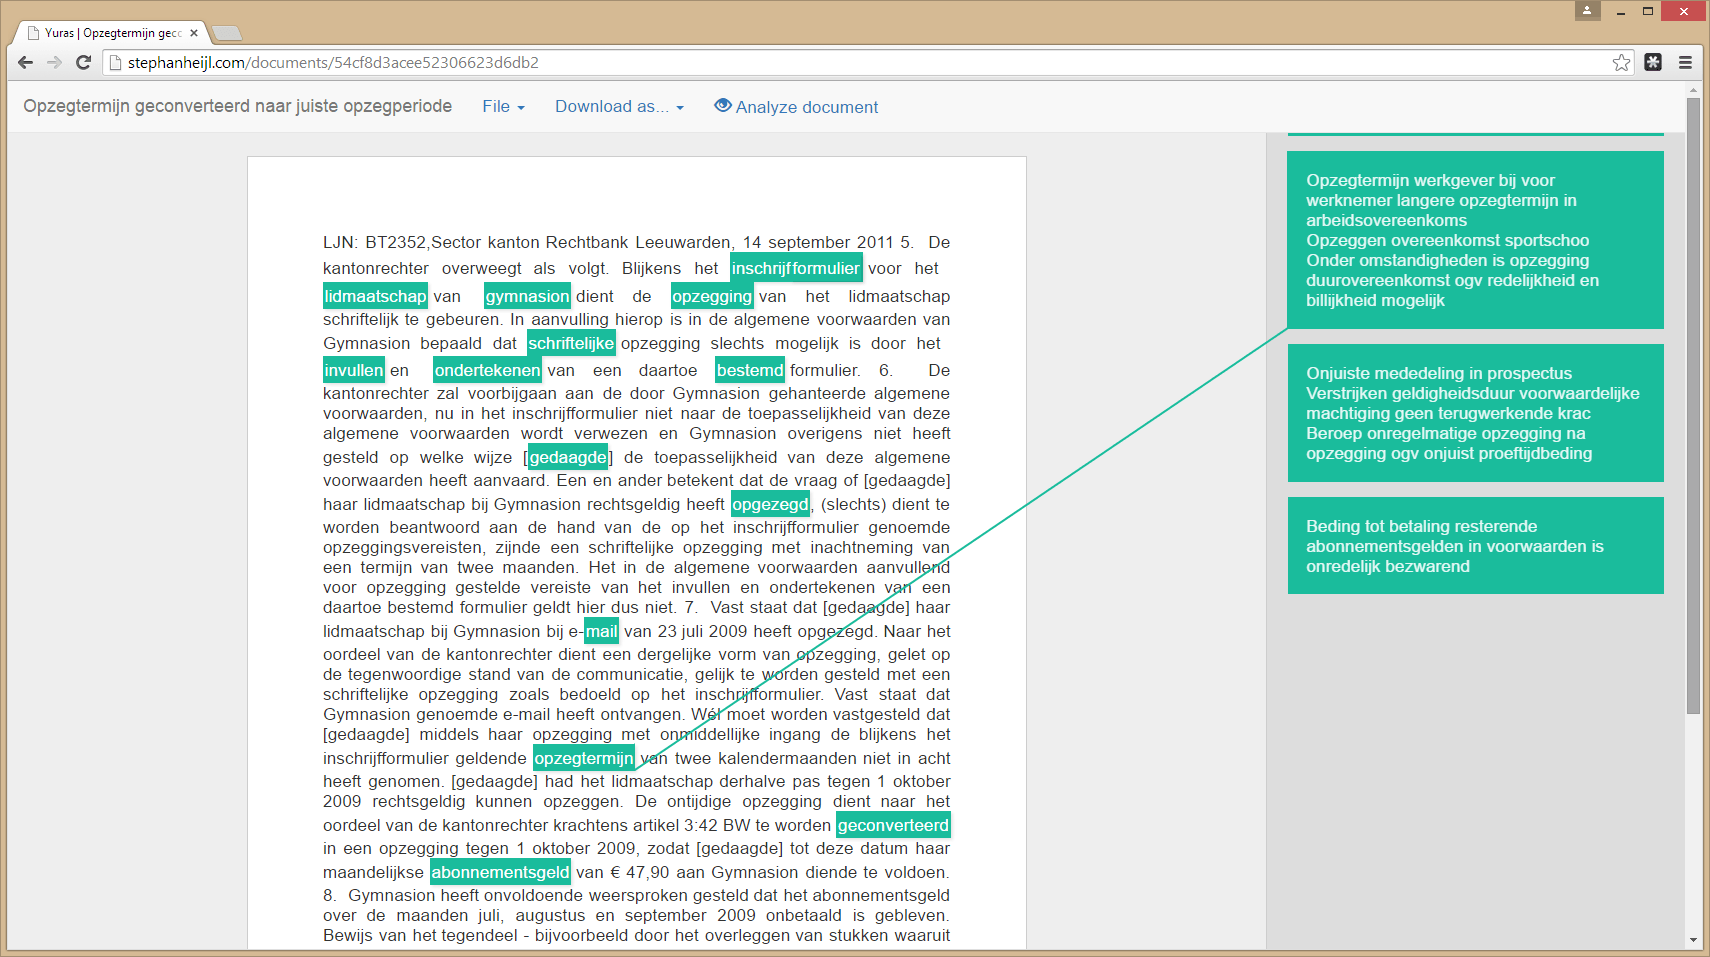 Yuras | Opzegtermijn gecc
stephanheijl.com/documents/54cf8d3acee52306623d6db2
Opzegtermijn geconverteerd naar juiste opzegperiode File Download as... Analyze document
LJN: BT2352,Sector kanton Rechtbank Leeuwarden, 14 september 2011 5. De
kantonrechter overweegt als volgt. Blijkens het inschrijfformulier voor het
lidmaatschap van gymnasion dient de opzegging van het lidmaatschap
schriftelijk te gebeuren. In aanvulling hierop is in de algemene voorwaarden van
Gymnasion bepaald dat schriftelijke opzegging slechts mogelijk is door het
invullen en ondertekenen van een daartoe bestemd formulier. 6. De
kantonrechter zal voorbijgaan aan de door Gymnasion gehanteerde algemene
voorwaarden, nu in het inschrijfformulier niet naar de toepasselijkheid van deze
algemene voorwaarden wordt verwezen en Gymnasion overigens niet heeft
gesteld op welke wijze [gedaagde] de toepasselijkheid van deze algemene
voorwaarden heeft aanvaard. Een en ander betekent dat de vraag of [gedaagde]
haar lidmaatschap bij Gymnasion rechtsgeldig heeft opgezegd, (slechts) dient te
worden beantwoord aan de hand van de op het inschrijfformulier genoemde
opzeggingsvereisten, zijnde een schriftelijke opzegging met inachtneming van
een termijn van twee maanden. Het in de algemene voorwaarden aanvullend
voor opzegging gestelde vereiste van het invullen en ondertekenen van een
daartoe bestemd formulier geldt hier dus niet. 7. Vast staat dat [gedaagde] haar
lidmaatschap bij Gymnasion bij e-mail van 23 juli 2009 heeft opgezegd. Naar het
oordeel van de kantonrechter dient een dergelijke vorm van opzegging, gelet op
de tegenwoordige stand van de communicatie, gelijk te worden gesteld met een
schriftelijke opzegging zoals bedoeld op het inschrijfformulier. Vast staat dat
Gymnasion genoemde e-mail heeft ontvangen. Wél moet worden vastgesteld dat
[gedaagde] middels haar opzegging met onmiddellijke ingang de blijkens het
inschrijfformulier geldende opzegtermijn van twee kalendermaanden niet in acht
heeft genomen. [gedaagde] had het lidmaatschap derhalve pas tegen 1 oktober
2009 rechtsgeldig kunnen opzeggen. De ontijdige opzegging dient naar het
oordeel van de kantonrechter krachtens artikel 3:42 BW te worden geconverteerd
in een opzegging tegen 1 oktober 2009, zodat [gedaagde] tot deze datum haar
maandelijkse abonnementsgeld van € 47,90 aan Gymnasion diende te voldoen.
8. Gymnasion heeft onvoldoende weersproken gesteld dat het abonnementsgeld
over de maanden juli, augustus en september 2009 onbetaald is gebleven.
Bewijs van het tegendeel - bijvoorbeeld door het overleggen van stukken waaruit
Opzegtermijn werkgever bij voor
werknemer langere opzegtermijn in
arbeidsovereenkoms
Opzeggen overeenkomst sportschoo
Onder omstandigheden is opzegging
duurovereenkomst ogv redelijkheid en
billijkheid mogelijk
Onjuiste mededeling in prospectus
Verstrijken geldigheidsduur voorwaardelijke
machtiging geen terugwerkende krac
Beroep onregelmatige opzegging na
opzegging ogv onjuist proeftijdbeding
Beding tot betaling resterende
abonnementsgelden in voorwaarden is
onredelijk bezwarend